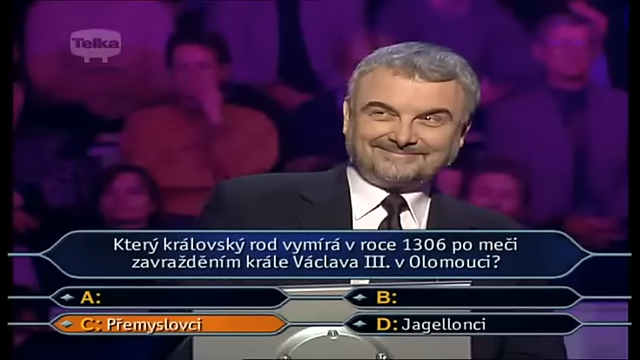 Telka
Který královský rod vymírá v roce 1306 po meči
zavražděním krále Václava III. v Olomouci?
A:
B:
C: Přemyslovci
D: Jagellonci